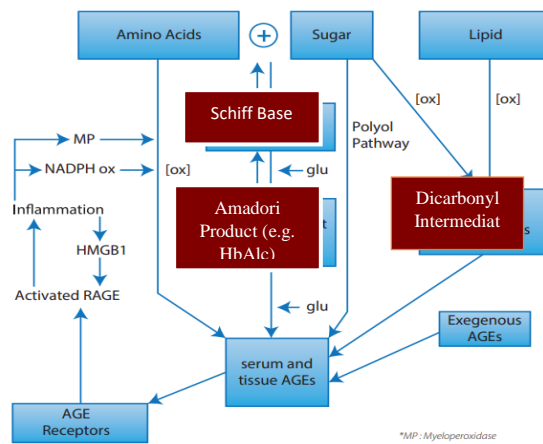 Amino Acids
+
Sugar
Lipid
[ox]
[ox]
Schiff Base
Polyol
Pathway
MP
NADPH ox
[ox]
glu
Dicarbonyl
Intermediat
s
Amadori
Product (e.g.
HbAlc)
t
Inflammation
HMGB1
Activated RAGE
glu
Exegenous
AGEs
serum and
tissue AGEs
AGE
Receptors
*MP : Myeloperoxidase